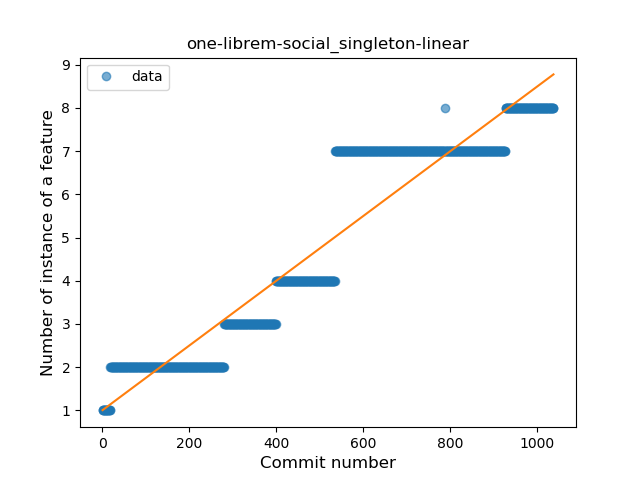 one-librem-social_singleton-linear
data
Number of instance of a feature
9
8
7
6
5
4
3
2
1
0 200 400 600 800 1000
Commit number